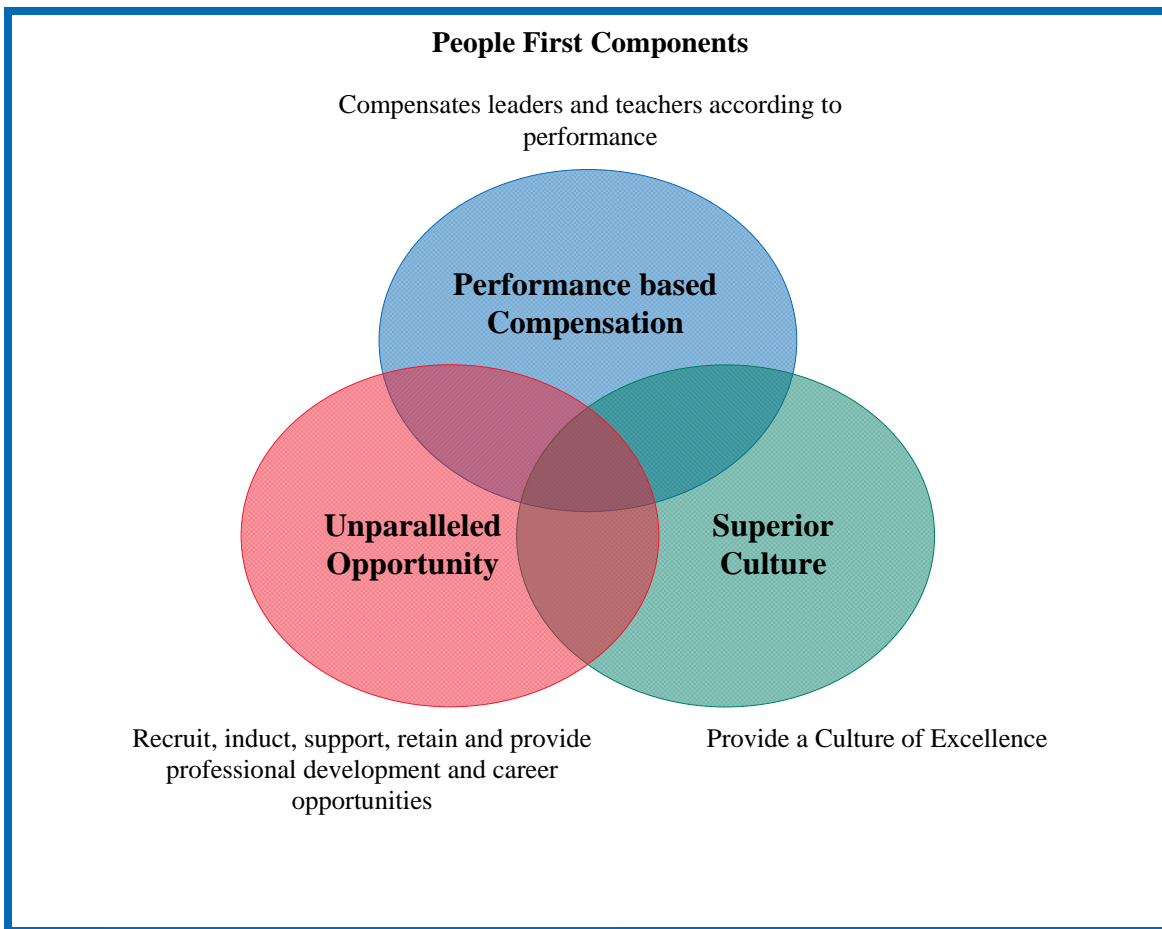 People First Components
Compensates leaders and teachers according to
performance
Performance based
Compensation
Unparalleled
Opportunity
Superior
Culture
Recruit, induct, support, retain and provide
professional development and career
opportunities
Provide a Culture of Excellence